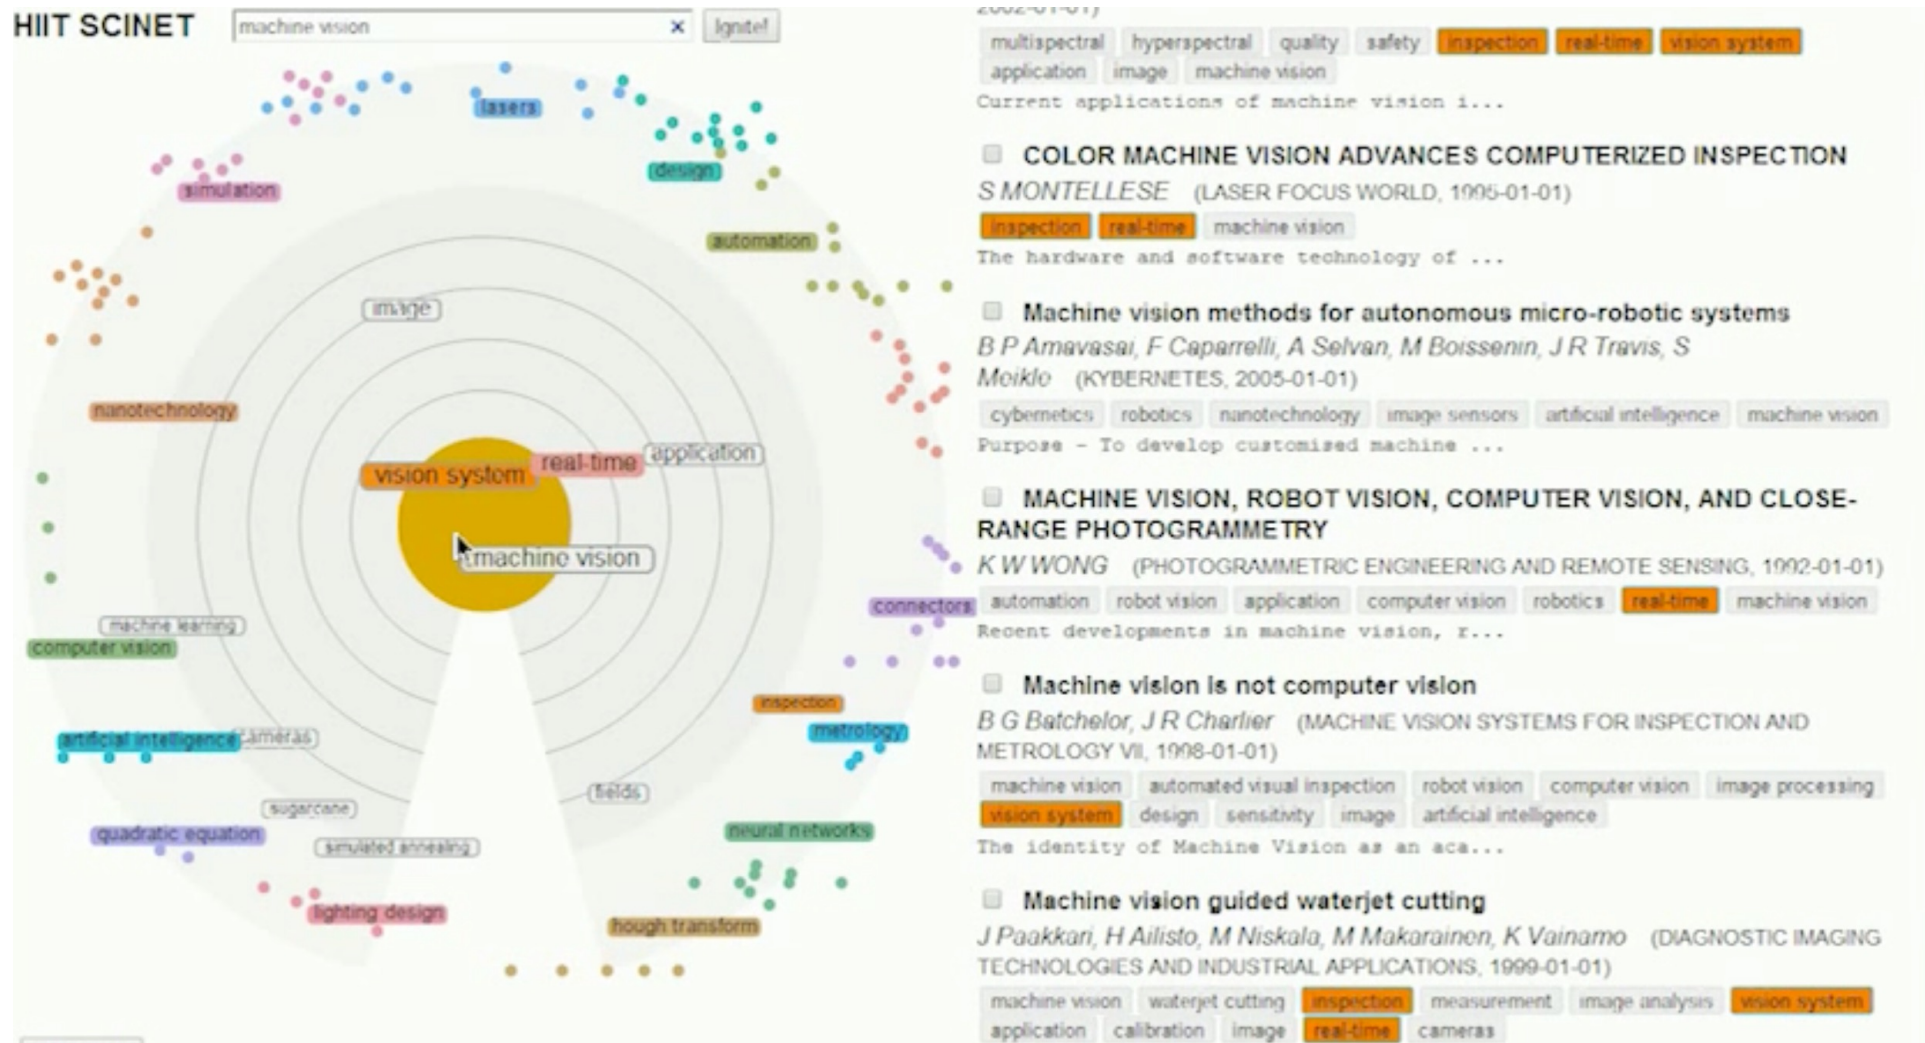 HIIT SCINET machine vision × Ignite!
lasers
design
simulation
automation
image
nanotechnology
vision system real-time application
machine vision
connectors
machine learning
computer vision
inspection
metrology
artificial intelligence cameras
fields
sugarcane
quadratic equation neural networks
simulated annealing
lighting design
hough transform
2002-01-01)
multispectral hyperspectral quality safety inspection real-time vision system
application image machine vision
Current applications of machine vision i...
COLOR MACHINE VISION ADVANCES COMPUTERIZED INSPECTION
S MONTELLESE (LASER FOCUS WORLD, 1995-01-01)
inspection real-time machine vision
The hardware and software technology of ...
Machine vision methods for autonomous micro-robotic systems
B P Amavasai, F Caparrelli, A Selvan, M Boissenin, J R Travis, S
Meikle (KYBERNETES, 2005-01-01)
cybernetics robotics nanotechnology image sensors artificial intelligence machine vision
Purpose - To develop customised machine ...
MACHINE VISION, ROBOT VISION, COMPUTER VISION, AND CLOSE-
RANGE PHOTOGRAMMETRY
K W WONG (PHOTOGRAMMETRIC ENGINEERING AND REMOTE SENSING, 1992-01-01)
automation robot vision application computer vision robotics real-time machine vision
Recent developments in machine vision, r...
Machine vision is not computer vision
B G Batchelor, J R Charlier (MACHINE VISION SYSTEMS FOR INSPECTION AND
METROLOGY VII, 1998-01-01)
machine vision automated visual inspection robot vision computer vision image processing
vision system design sensitivity image artificial intelligence
The identity of Machine Vision as an aca...
Machine vision guided waterjet cutting
J Paakkari, H Ailisto, M Niskala, M Makarainen, K Vainamo (DIAGNOSTIC IMAGING
TECHNOLOGIES AND INDUSTRIAL APPLICATIONS, 1999-01-01)
machine vision waterjet cutting inspection measurement image analysis vision system
application calibration image real-time cameras